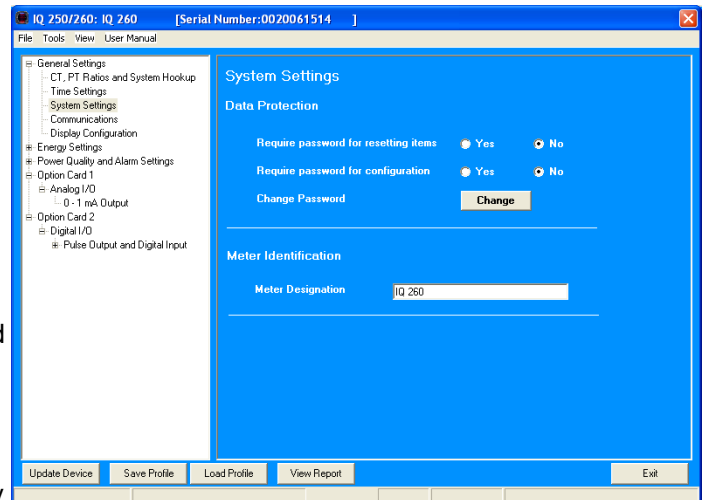 IQ 250/260: IQ 260 [Serial Number:0020061514 ]
File Tools View User Manual
General Settings
CT, PT Ratios and System Hookup
Time Settings
System Settings
Communications
Display Configuration
Energy Settings
Power Quality and Alarm Settings
Option Card 1
Analog I/O
0 - 1 mA Output
Option Card 2
Digital I/O
Pulse Output and Digital Input
System Settings
Data Protection
Require password for resetting items Yes No
Require password for configuration Yes No
Change Password Change
Meter Identification
Meter Designation IQ 260
Update Device Save Profile Load Profile View Report Exit